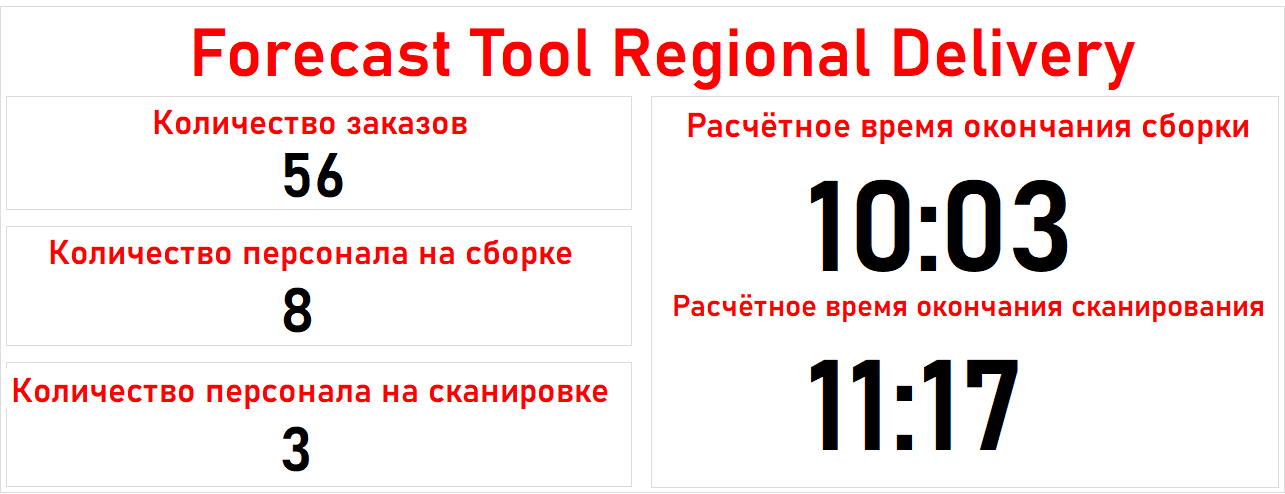 Forecast Tool Regional Delivery
Количество заказов
56
Количество персонала на сборке
8
Количество персонала на сканировке
3
Расчётное время окончания сборки
10:03
Расчётное время окончания сканирования
11:17